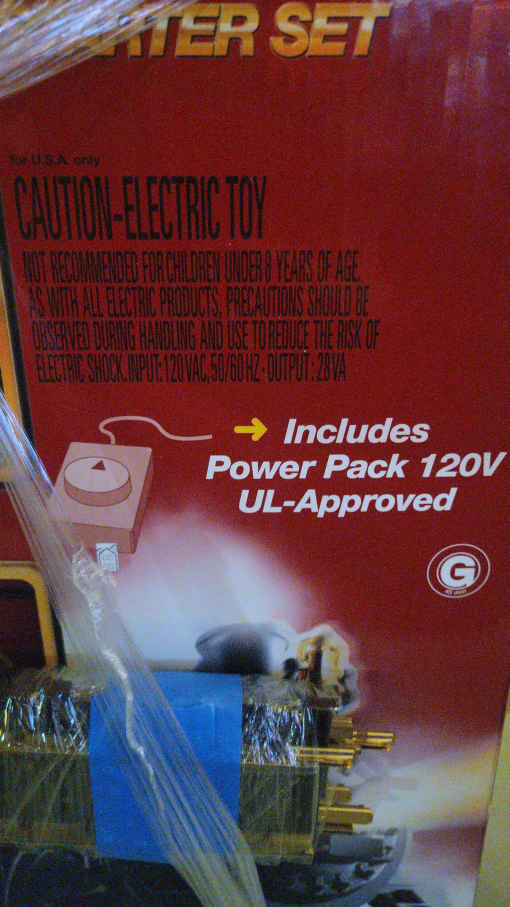 ARTER SET
for U.S.A. only
CAUTION-ELECTRIC TOY
NOT RECOMMENDED FOR CHILDREN UNDER 8 YEARS OF AGE.
AS WITH ALL ELECTRIC PRODUCTS, PRECAUTIONS SHOULD BE
OBSERVED DURING HANDLING AND USE TO REDUCE THE RISK OF
ELECTRIC SHOCK. INPUT: 120 VAC, 50/60 HZ · OUTPUT: 28 VA
Includes
Power Pack 120V
UL-Approved
G